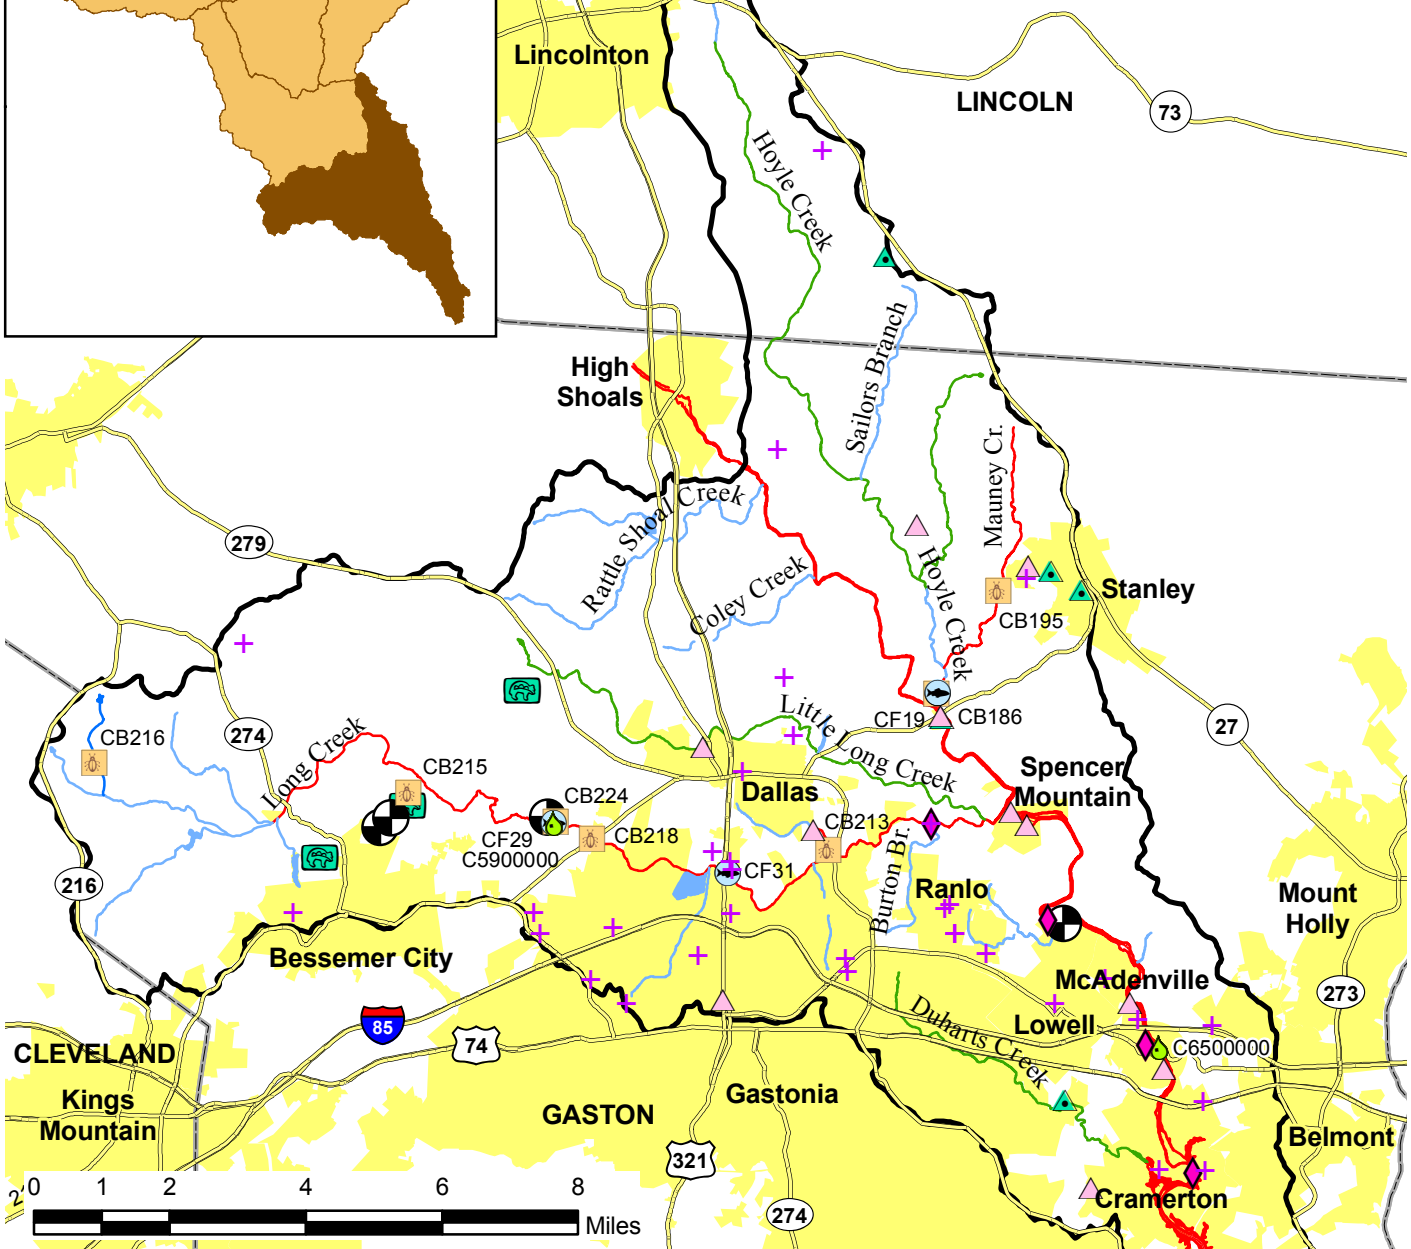 Lincolnton
LINCOLN
73
Hoyle Creek
Sailors Branch
High
Shoals
Mauney Cr.
Rattle Shoal Creek
279
Coley Creek
Hoyle Creek
Stanley
CB195
CF19
CB186
27
274
CB216
Long Creek
CB215
Little Long Creek
Spencer
Mountain
Dallas
CB224
CF29
C5900000
CB218
CB213
CF31
Burton Br.
Ranlo
216
Mount
Holly
Bessemer City
McAdenville
273
85
74
Lowell
Duharts Creek
C6500000
CLEVELAND
Kings
Mountain
GASTON
Gastonia
Belmont
321
274
Cramerton
0 1 2 4 6 8
Miles